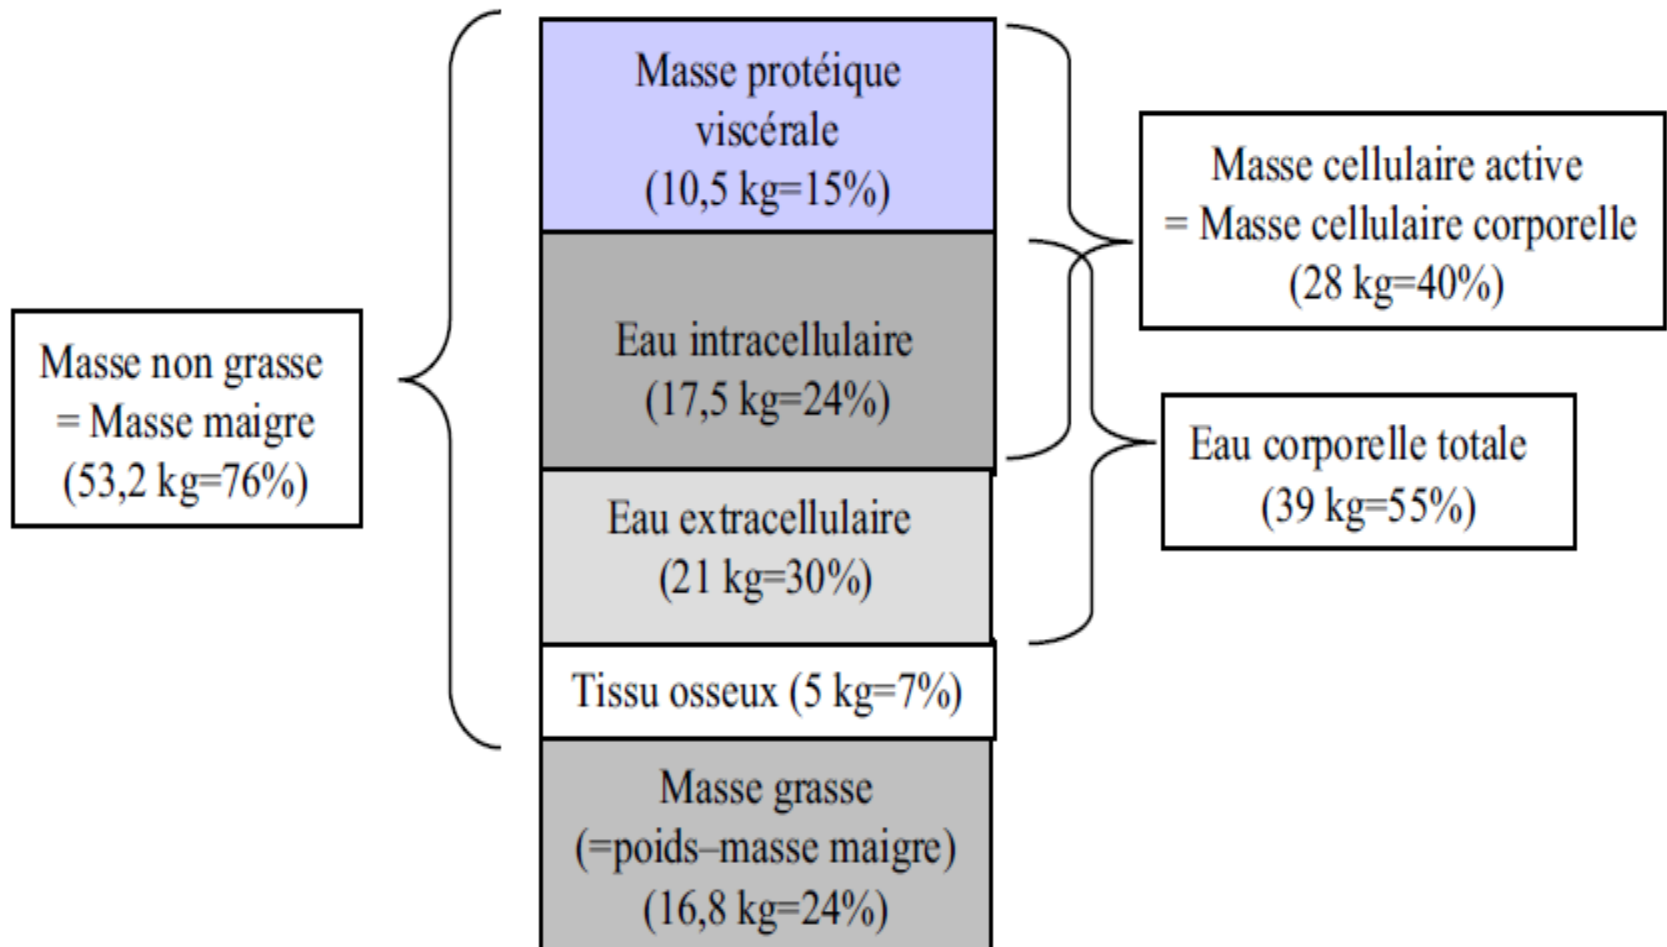 Masse protéique
viscérale
(10,5 kg=15%)
Eau intracellulaire
(17,5 kg=24%)
Eau extracellulaire
(21 kg=30%)
Tissu osseux (5 kg=7%)
Masse grasse
(=poids–masse maigre)
(16,8 kg=24%)
Masse non grasse
= Masse maigre
(53,2 kg=76%)
Masse cellulaire active
= Masse cellulaire corporelle
(28 kg=40%)
Eau corporelle totale
(39 kg=55%)